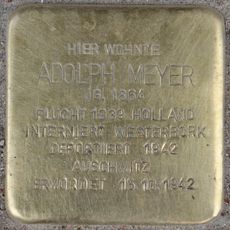 HIER WOHNTE
ADOLPH MEYER
JG. 1864
FLUCHT 1939 HOLLAND
INTERNIERT WESTERBORK
DEPORTIERT 1942
AUSCHWITZ
ERMORDET 15.10.1942